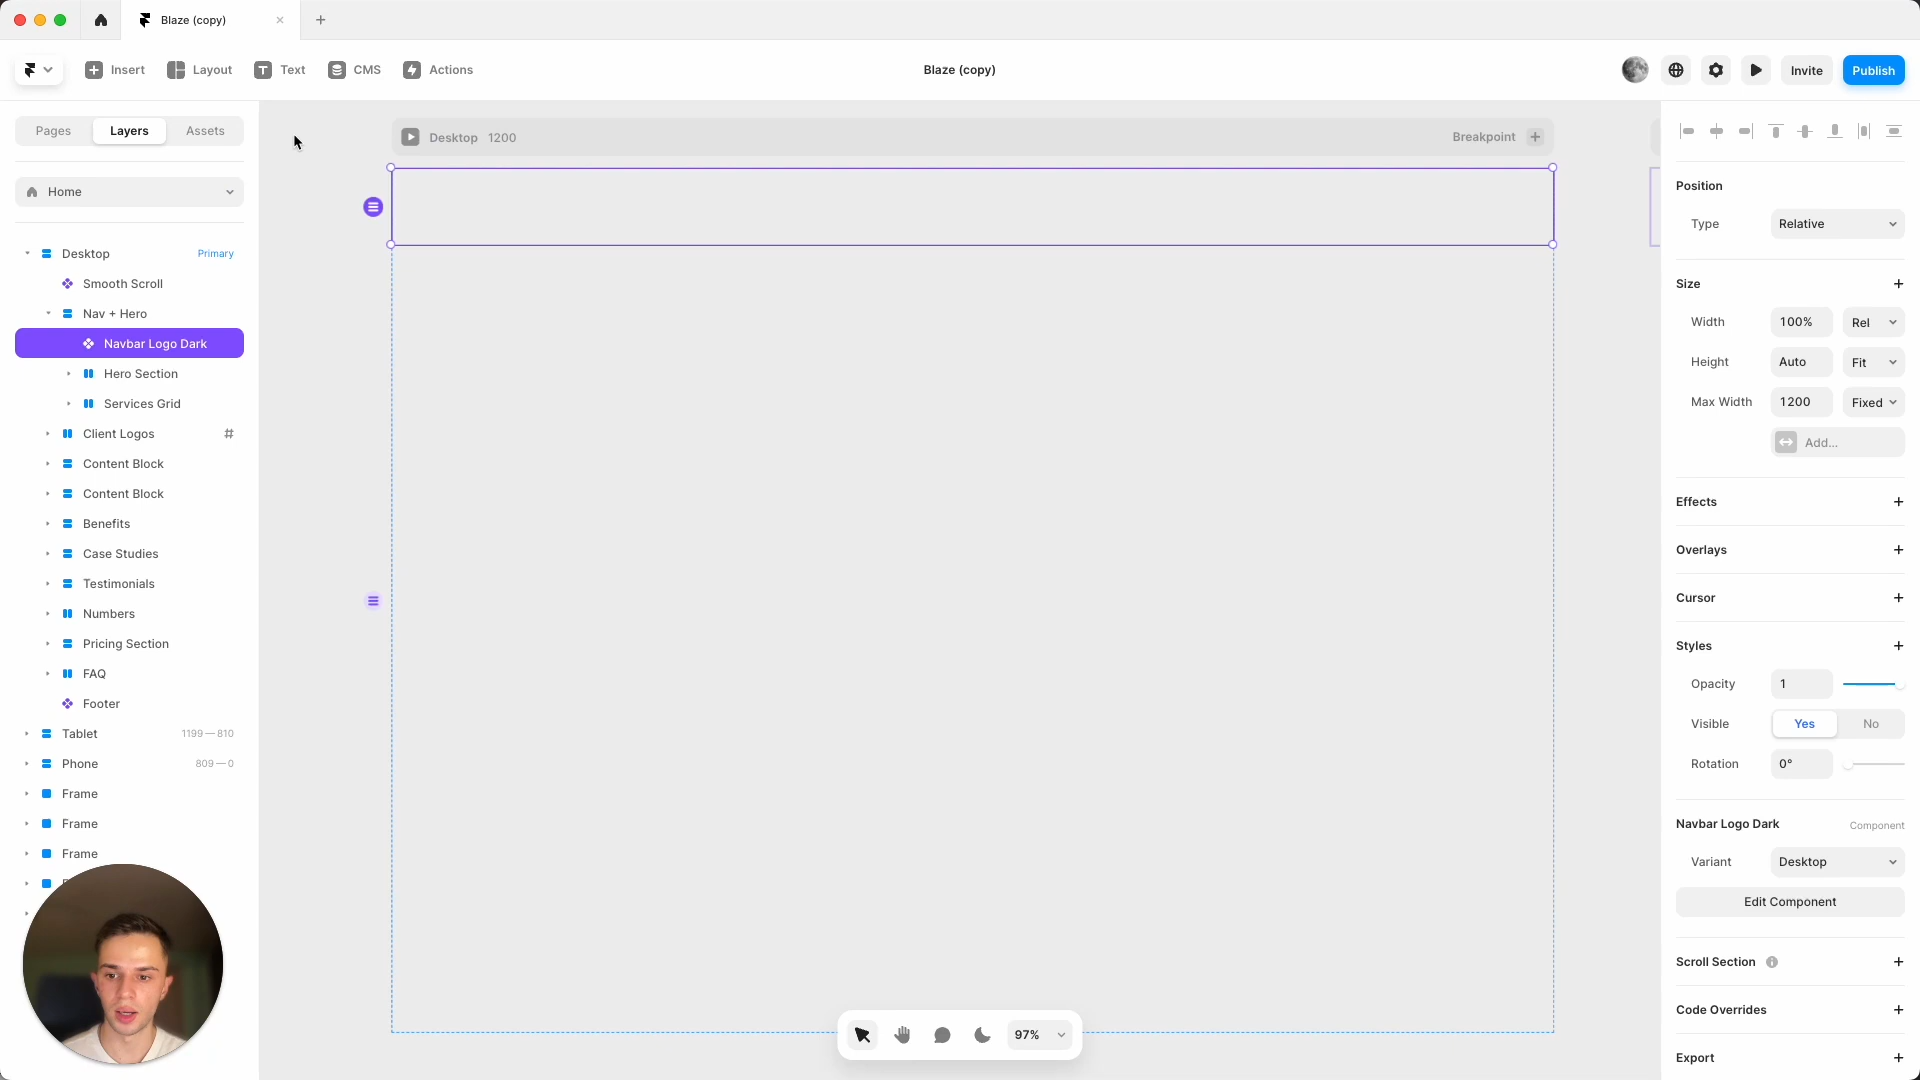 Blaze (copy)
Insert
Layout
Text
CMS
Actions
Blaze (copy)
Invite
Publish
Pages
Layers
Assets
Home
Desktop
Primary
Smooth Scroll
Nav + Hero
Navbar Logo Dark
Hero Section
Services Grid
Client Logos
#
Content Block
Content Block
Benefits
Case Studies
Testimonials
Numbers
Pricing Section
FAQ
Footer
Tablet
1199 — 810
Phone
809 — 0
Frame
Frame
Frame
Desktop 1200
Breakpoint
97%
Position
Type
Relative
Size
Width
100%
Rel
Height
Auto
Fit
Max Width
1200
Fixed
Add...
Effects
Overlays
Cursor
Styles
Opacity
1
Visible
Yes
No
Rotation
0°
Navbar Logo Dark
Component
Variant
Desktop
Edit Component
Scroll Section
Code Overrides
Export